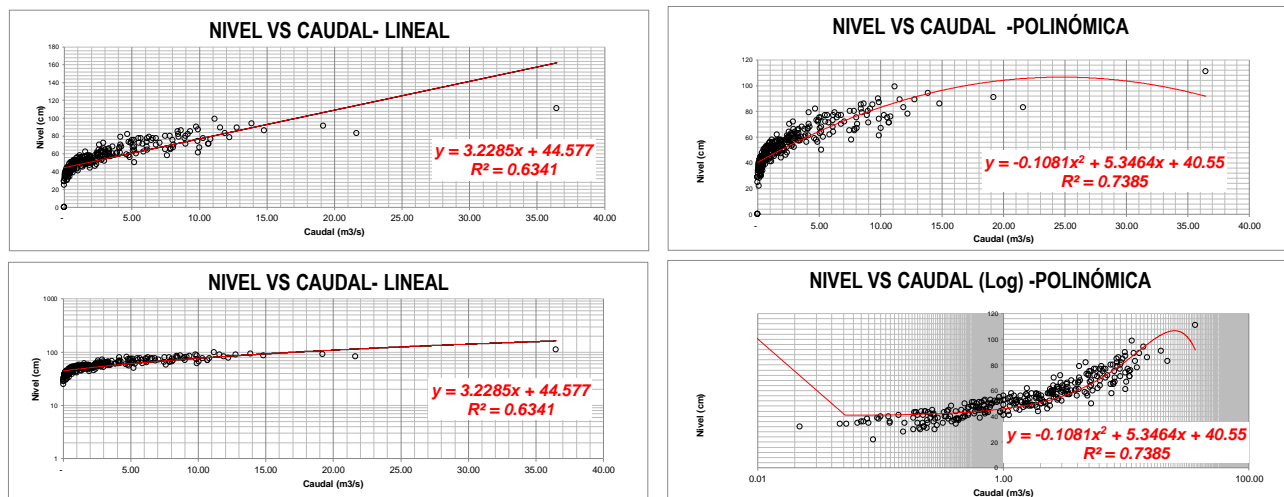 NIVEL VS CAUDAL- LINEAL
180
160
140
120
100
80
60
40
20
0
Nivel (cm)
y = 3.2285x + 44.577
R² = 0.6341
- 5.00 10.00 15.00 20.00 25.00 30.00 35.00 40.00
Caudal (m3/s)
NIVEL VS CAUDAL -POLINÓMICA
120
100
80
60
40
20
0
Nivel (cm)
y = -0.1081x² + 5.3464x + 40.55
R² = 0.7385
- 5.00 10.00 15.00 20.00 25.00 30.00 35.00 40.00
Caudal (m3/s)
NIVEL VS CAUDAL- LINEAL
1000
100
10
1
Nivel (cm)
y = 3.2285x + 44.577
R² = 0.6341
- 5.00 10.00 15.00 20.00 25.00 30.00 35.00 40.00
Caudal (m3/s)
NIVEL VS CAUDAL (Log) -POLINÓMICA
120
100
80
60
40
20
0
Nivel (cm)
y = -0.1081x² + 5.3464x + 40.55
R² = 0.7385
0.01 1.00 100.00
Caudal (m3/s)